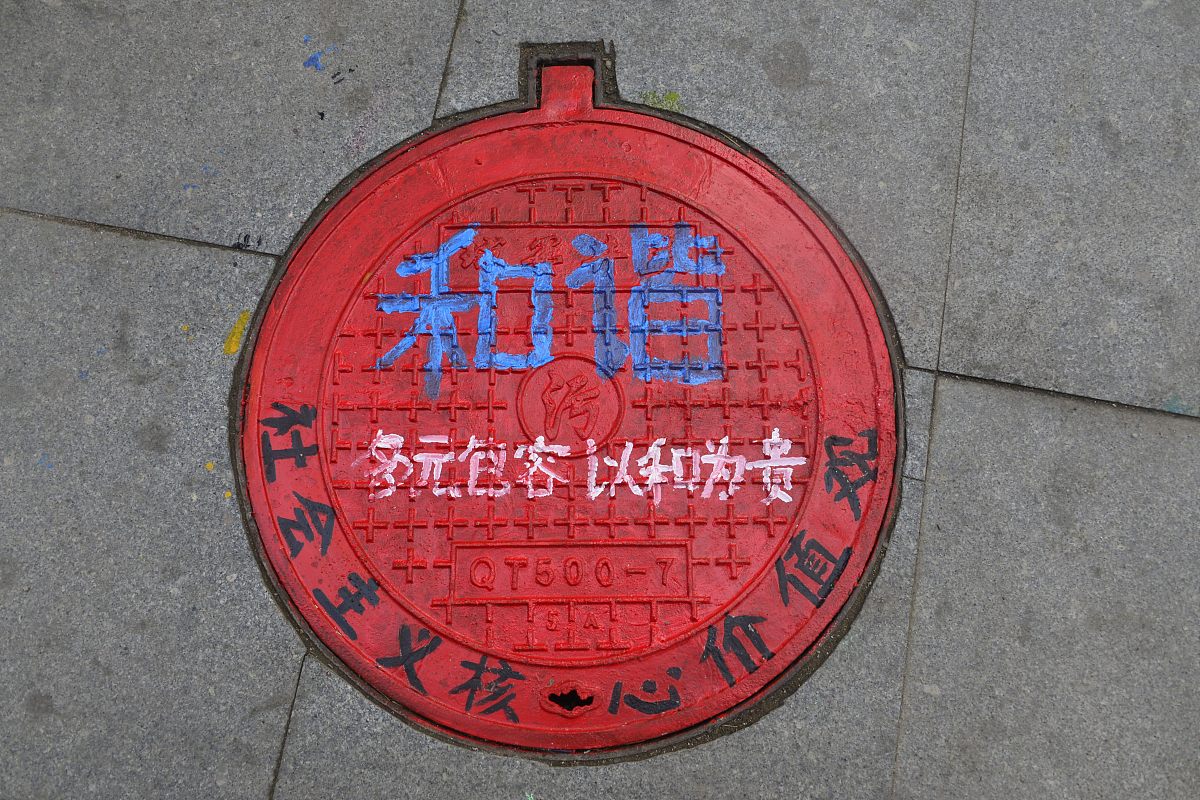 和谐
污
多元包容 以和为贵
QT500-7
S A
社会主义核心价值观